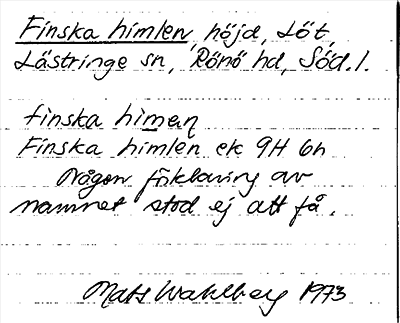 Finska himlen, höjd, Löt,
Lästringe sn, Rönö hd, Söd. l.
finska himeņ
Finska himlen ek 9H 6h
Någon förklaring av
namnet stod ej att få.
Mats Wahlberg 1973